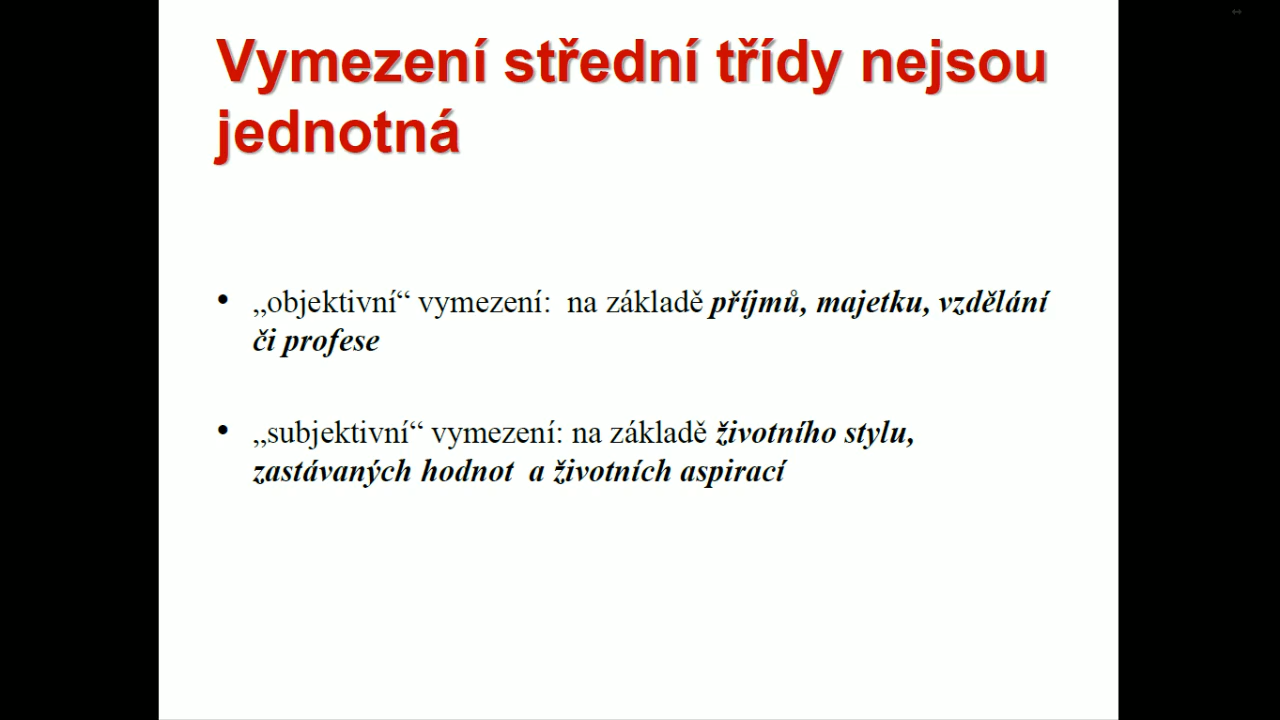 Vymezení střední třídy nejsou
jednotná
• „objektivní“ vymezení:  na základě příjmů, majetku, vzdělání
či profese
• „subjektivní“ vymezení: na základě životního stylu,
zastávaných hodnot  a životních aspirací